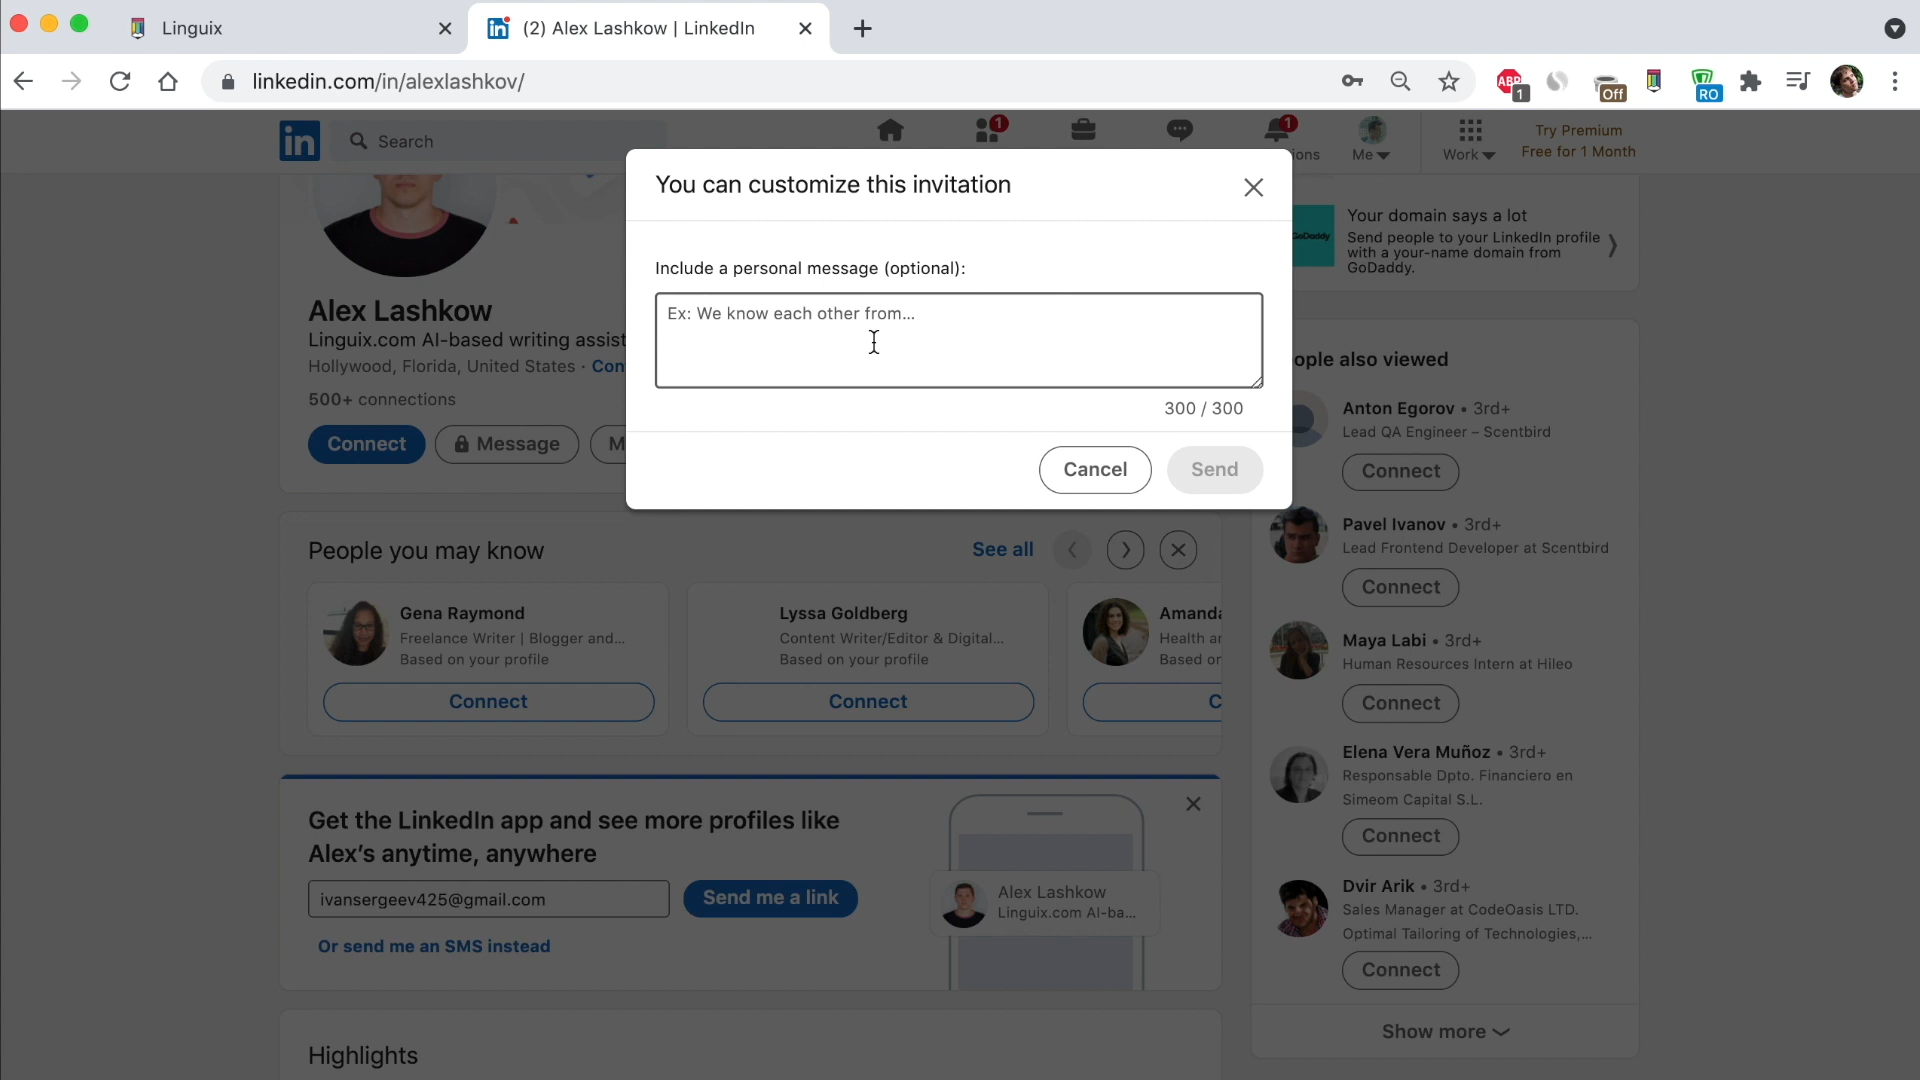 Linguix
(2) Alex Lashkow | LinkedIn
linkedin.com/in/alexlashkov/
ABP
1
Off
RO
in
Search
1
1
ions
Me
Work
Try Premium
Free for 1 Month
You can customize this invitation
Include a personal message (optional):
Ex: We know each other from...
300 / 300
Cancel
Send
Alex Lashkow
Linguix.com AI-based writing assist
Hollywood, Florida, United States · Con
500+ connections
Connect
Message
M
GoDaddy
Your domain says a lot
Send people to your LinkedIn profile
with a your-name domain from
GoDaddy.
ople also viewed
Anton Egorov • 3rd+
Lead QA Engineer – Scentbird
Connect
Pavel Ivanov • 3rd+
Lead Frontend Developer at Scentbird
Connect
Maya Labi • 3rd+
Human Resources Intern at Hileo
Connect
Elena Vera Muñoz • 3rd+
Responsable Dpto. Financiero en
Simeom Capital S.L.
Connect
Dvir Arik • 3rd+
Sales Manager at CodeOasis LTD.
Optimal Tailoring of Technologies,...
Connect
Show more
People you may know
See all
Gena Raymond
Freelance Writer | Blogger and...
Based on your profile
Connect
Lyssa Goldberg
Content Writer/Editor & Digital...
Based on your profile
Connect
Amanda
Health ar
Based or
C
Get the LinkedIn app and see more profiles like
Alex's anytime, anywhere
ivansergeev425@gmail.com
Send me a link
Or send me an SMS instead
Alex Lashkow
Linguix.com AI-ba...
Highlights